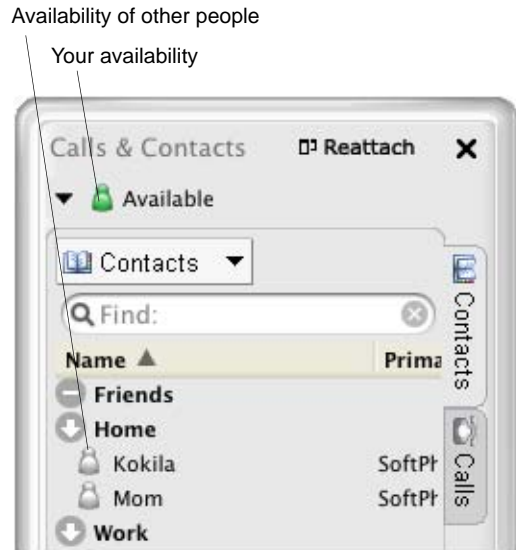 Availability of other people
Your availability
Calls & Contacts Reattach
Available
Contacts
Find:
Name Prima
Friends
Home
Kokila SoftPh
Mom SoftPh
Work
Contacts
Calls